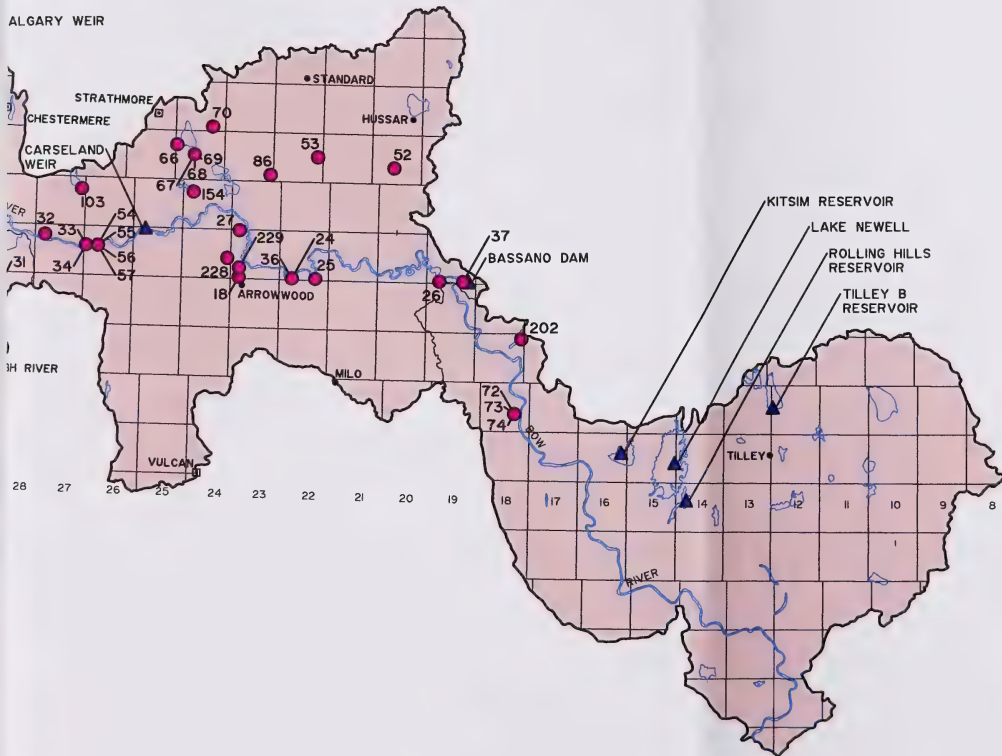 ALGARY WEIR
STANDARD
STRATHMORE
HUSSAR
CHESTERMERE
70
CARSELAND
WEIR
66
69
53
52
67
68
86
103
154
VER
32
33
54
55
27
229
24
KITSIM RESERVOIR
LAKE NEWELL
37
BASSANO DAM
ROLLING HILLS
RESERVOIR
31
34
56
57
228
36
25
18
ARROWWOOD
26
TILLEY B
RESERVOIR
202
GH RIVER
MILO
72
73
74
BOW
VULCAN
TILLEY
28 27 26 25 24 23 22 21 20 19 18 17 16 15 14 13 12 11 10 9 8
RIVER